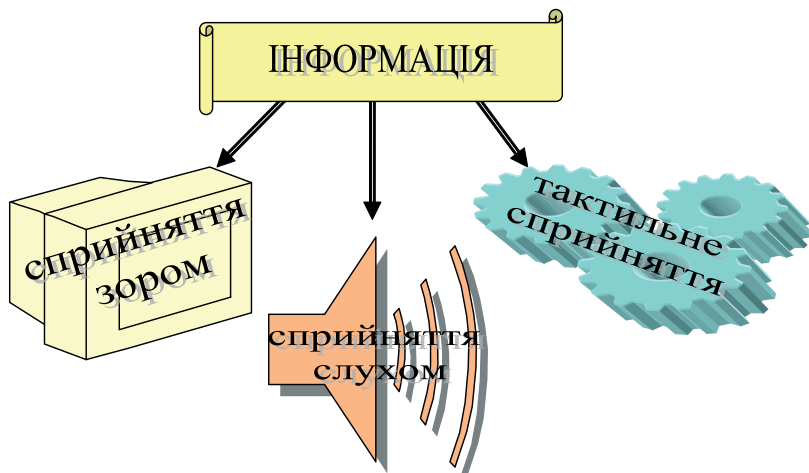 ІНФОРМАЦІЯ
сприйняття
зором
сприйняття
слухом
тактильне
сприйняття